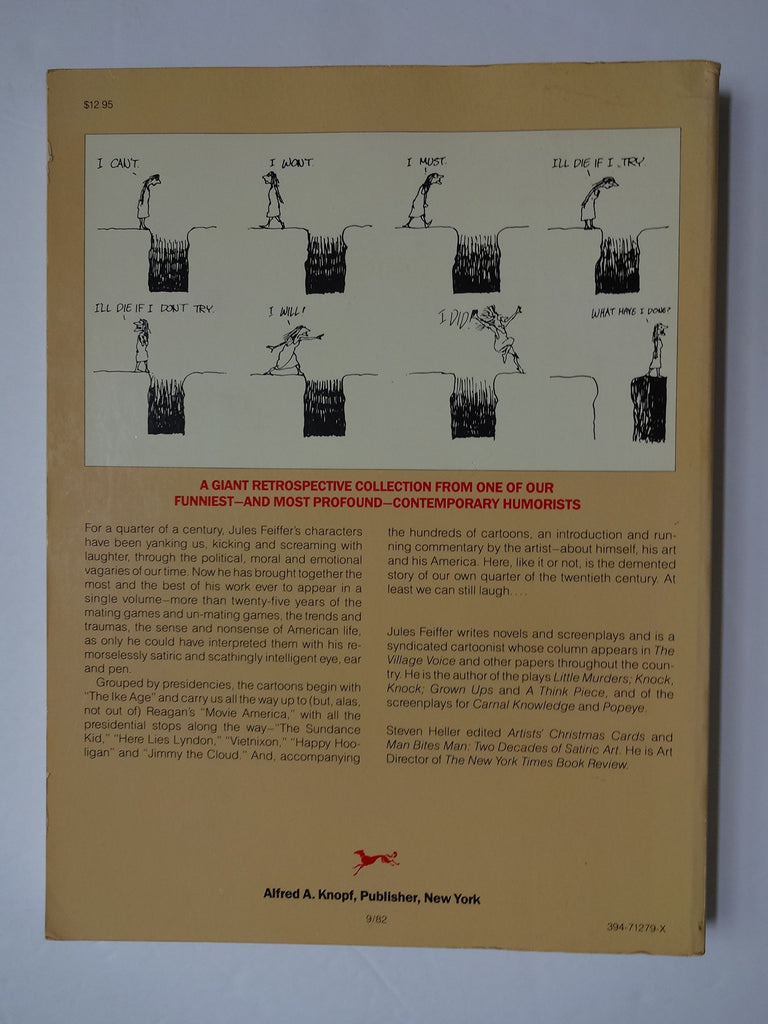 $12.95
I CAN'T.
I WON'T.
I MUST.
I'LL DIE IF I TRY.
I'LL DIE IF I DON'T TRY.
I WILL!
I DID!
WHAT HAVE I DONE?
A GIANT RETROSPECTIVE COLLECTION FROM ONE OF OUR
FUNNIEST—AND MOST PROFOUND—CONTEMPORARY HUMORISTS
For a quarter of a century, Jules Feiffer's characters
have been yanking us, kicking and screaming with
laughter, through the political, moral and emotional
vagaries of our time. Now he has brought together the
most and the best of his work ever to appear in a
single volume—more than twenty-five years of the
mating games and un-mating games, the trends and
traumas, the sense and nonsense of American life,
as only he could have interpreted them with his re-
morselessly satiric and scathingly intelligent eye, ear
and pen.
Grouped by presidencies, the cartoons begin with
"The Ike Age" and carry us all the way up to (but, alas,
not out of) Reagan's "Movie America," with all the
presidential stops along the way—"The Sundance
Kid," "Here Lies Lyndon," "Vietnixon," "Happy Hoo-
ligan" and "Jimmy the Cloud." And, accompanying
the hundreds of cartoons, an introduction and run-
ning commentary by the artist—about himself, his art
and his America. Here, like it or not, is the demented
story of our own quarter of the twentieth century. At
least we can still laugh....
Jules Feiffer writes novels and screenplays and is a
syndicated cartoonist whose column appears in The
Village Voice and other papers throughout the coun-
try. He is the author of the plays Little Murders; Knock,
Knock; Grown Ups and A Think Piece, and of the
screenplays for Carnal Knowledge and Popeye.
Steven Heller edited Artists' Christmas Cards and
Man Bites Man: Two Decades of Satiric Art. He is Art
Director of The New York Times Book Review.
Alfred A. Knopf, Publisher, New York
9/82
394-71279-X